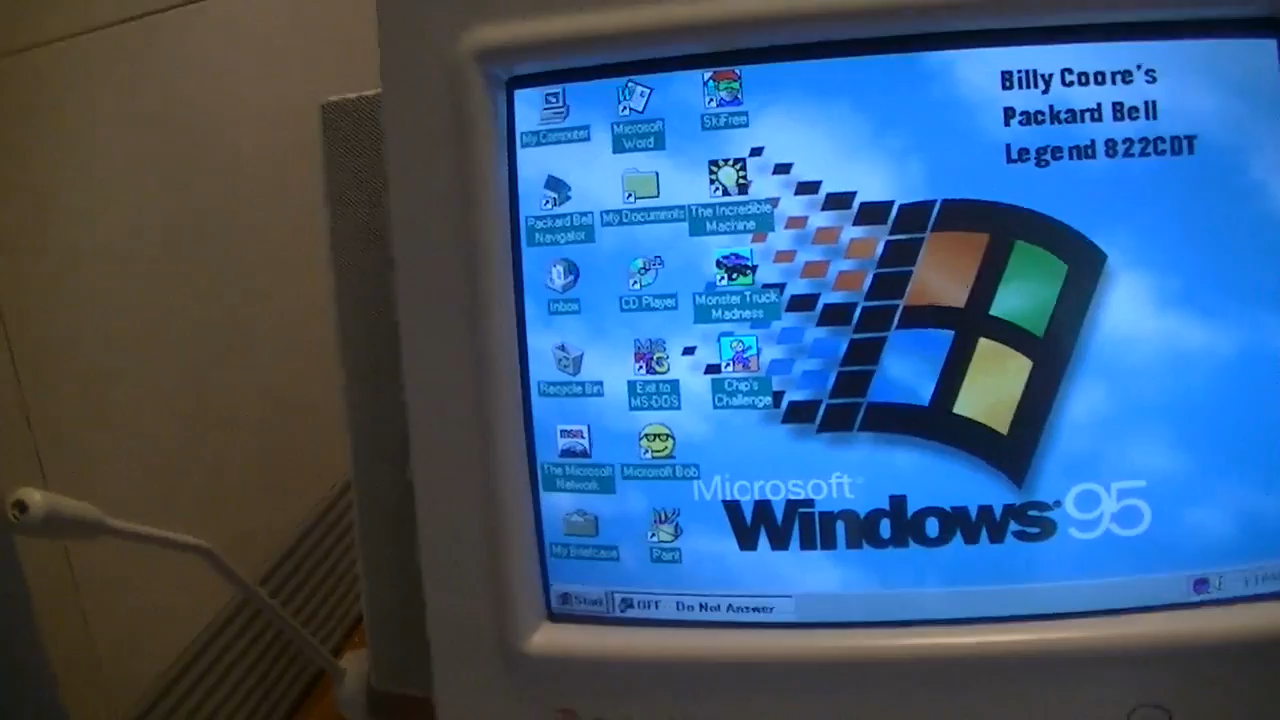 Billy Coore's
Packard Bell
Legend 822CDT
My Computer
Microsoft
Word
SkiFree
Packard Bell
Navigator
My Documents
The Incredible
Machine
Inbox
CD Player
Monster Truck
Madness
Recycle Bin
MS
Exit to
MS-DOS
Chip's
Challenge
msn
The Microsoft
Network
Microsoft Bob
My Briefcase
Paint
Microsoft
Windows 95
Start
OFF - Do Not Answer